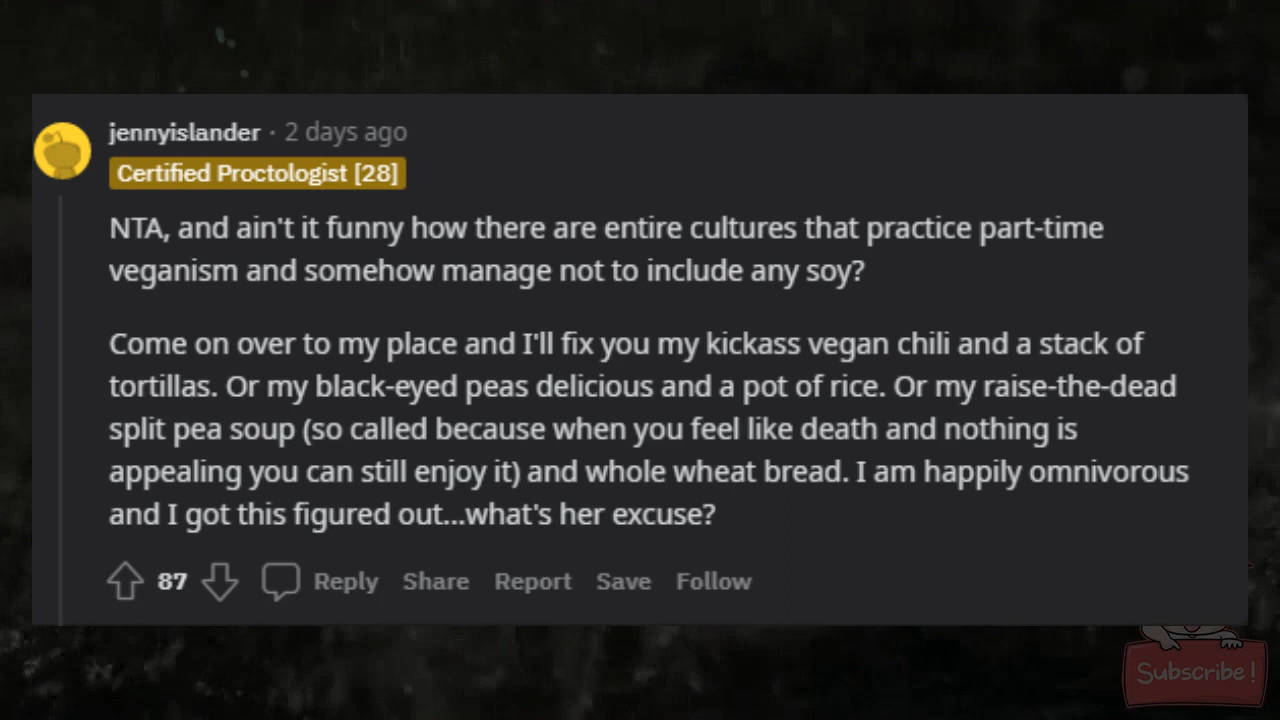 jennyislander · 2 days ago
Certified Proctologist [28]
NTA, and ain't it funny how there are entire cultures that practice part-time
veganism and somehow manage not to include any soy?
Come on over to my place and I'll fix you my kickass vegan chili and a stack of
tortillas. Or my black-eyed peas delicious and a pot of rice. Or my raise-the-dead
split pea soup (so called because when you feel like death and nothing is
appealing you can still enjoy it) and whole wheat bread. I am happily omnivorous
and I got this figured out...what's her excuse?
87 Reply Share Report Save Follow
Subscribe!